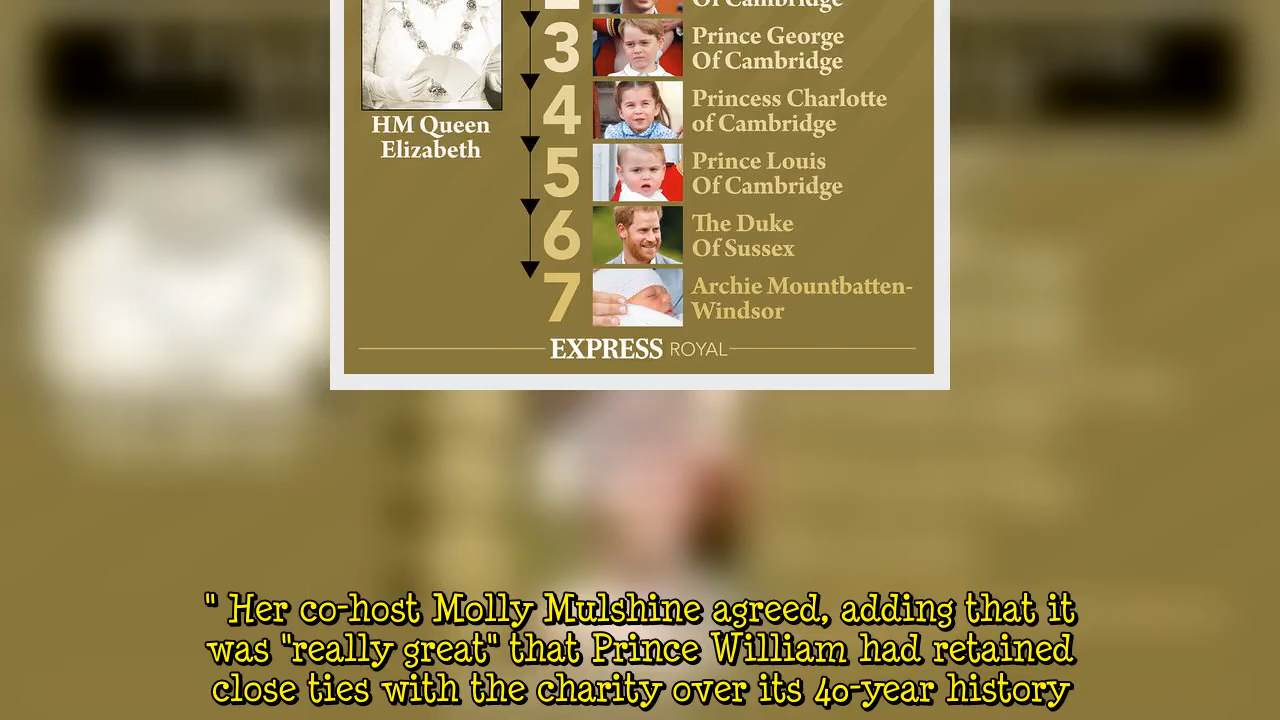 Of Cambridge
3
Prince George
Of Cambridge
4
Princess Charlotte
of Cambridge
HM Queen
Elizabeth
5
Prince Louis
Of Cambridge
6
The Duke
Of Sussex
7
Archie Mountbatten-
Windsor
EXPRESS ROYAL
" Her co-host Molly Mulshine agreed, adding that it
was "really great" that Prince William had retained
close ties with the charity over its 40-year history